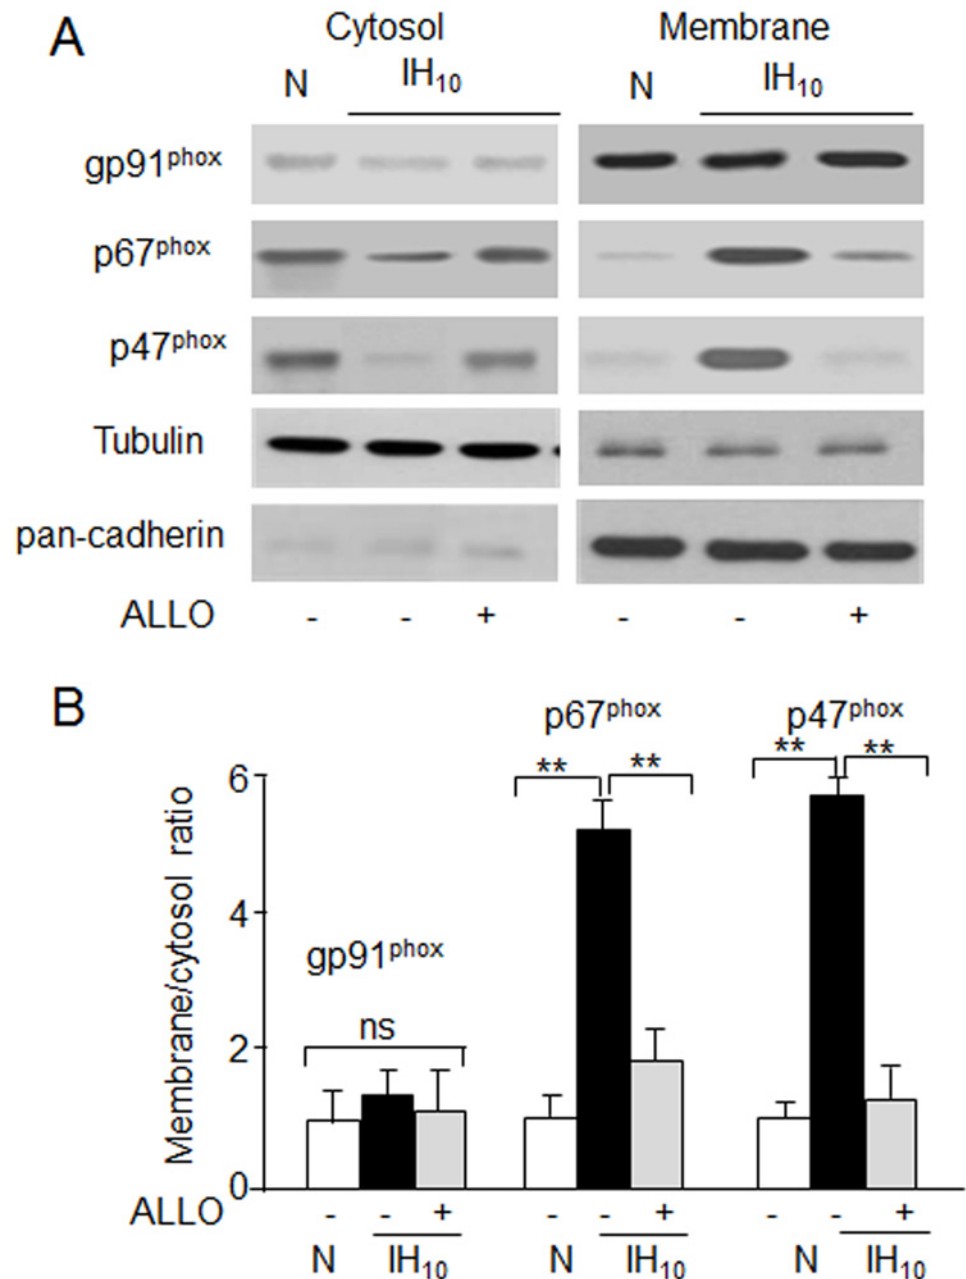 A
Cytosol Membrane
N IH10 N IH10
gp91phox
p67phox
p47phox
Tubulin
pan-cadherin
ALLO - - + - - +
B
p67phox p47phox
** ** ** **
6
4
2
0
Membrane/cytosol ratio
gp91phox
ns
ALLO - - + - - + - - +
N IH10 N IH10 N IH10